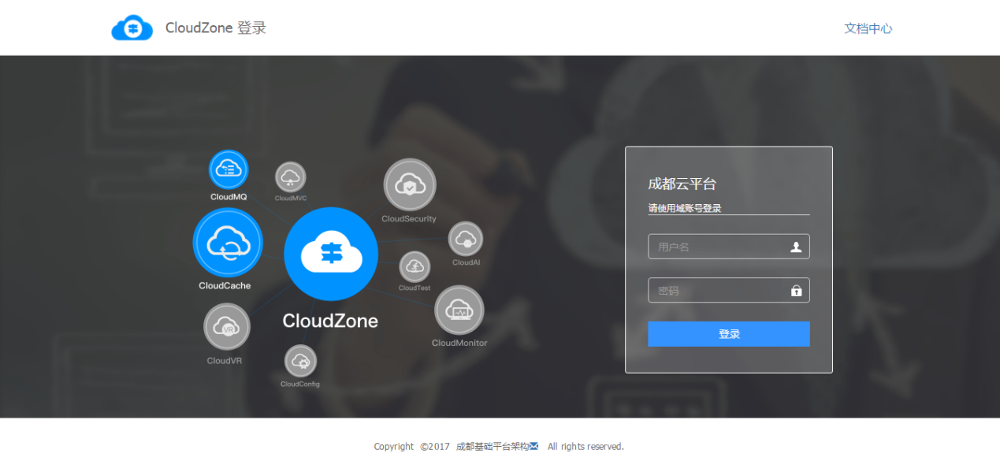 CloudZone 登录
文档中心
CloudMQ
CloudMVC
CloudSecurity
CloudAI
CloudCache
CloudTest
CloudZone
CloudMonitor
CloudVR
VR
CloudConfig
成都云平台
请使用域账号登录
用户名
密码
登录
Copyright ©2017 成都基础平台架构 All rights reserved.